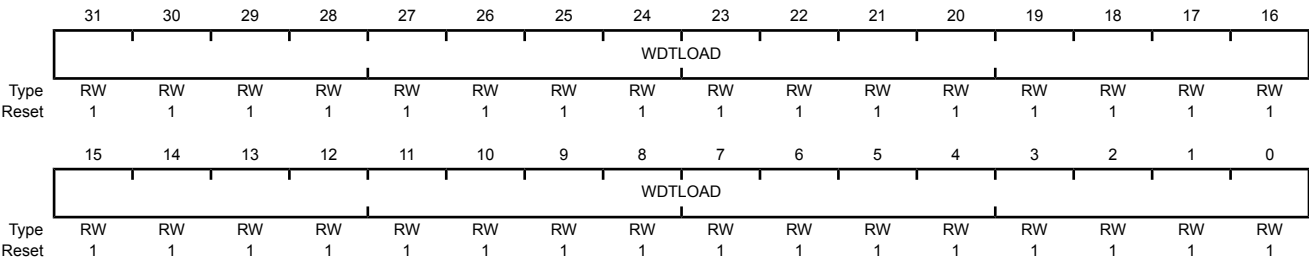 31 30 29 28 27 26 25 24 23 22 21 20 19 18 17 16
WDTLOAD
Type RW RW RW RW RW RW RW RW RW RW RW RW RW RW RW RW
Reset 1 1 1 1 1 1 1 1 1 1 1 1 1 1 1 1
15 14 13 12 11 10 9 8 7 6 5 4 3 2 1 0
WDTLOAD
Type RW RW RW RW RW RW RW RW RW RW RW RW RW RW RW RW
Reset 1 1 1 1 1 1 1 1 1 1 1 1 1 1 1 1